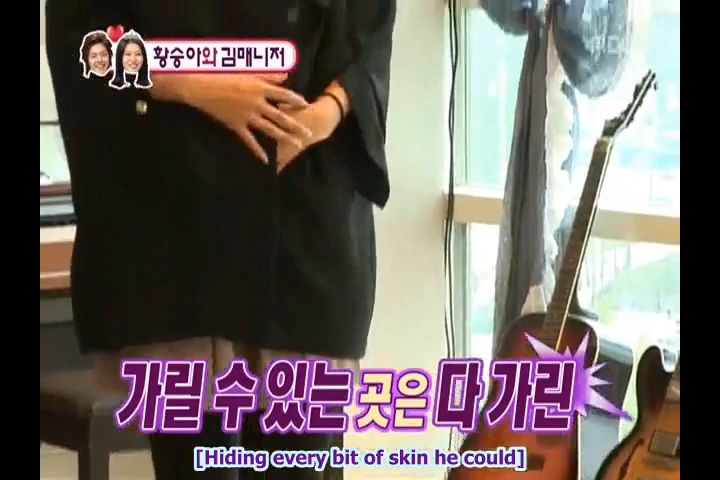 황승아와 김매니저
가릴 수 있는 곳은 다 가린
[Hiding every bit of skin he could]